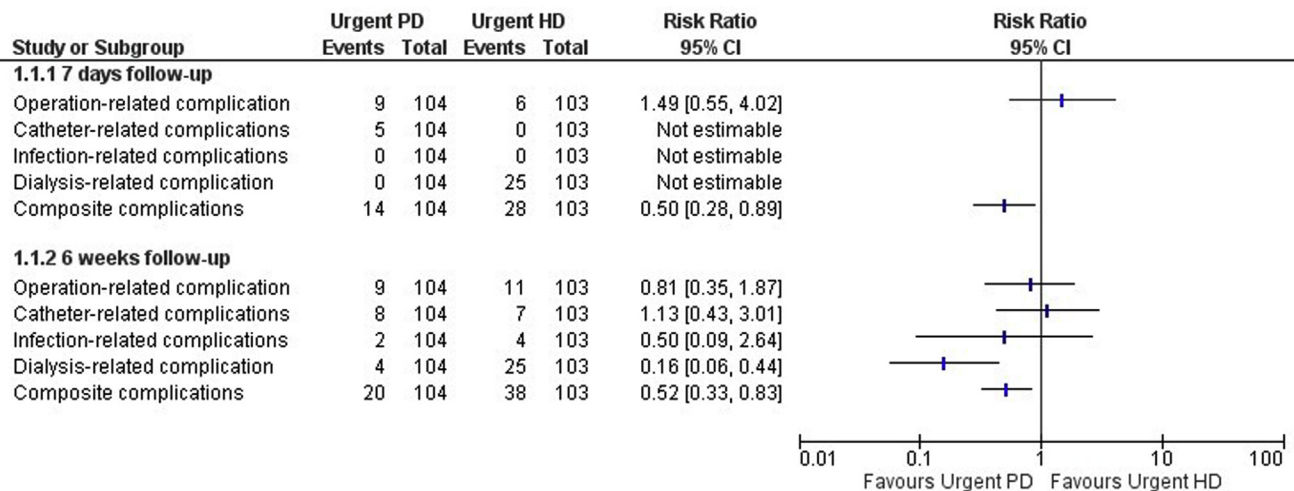 Urgent PD Urgent HD Risk Ratio Risk Ratio
Study or Subgroup Events Total Events Total 95% CI 95% CI
1.1.1 7 days follow-up
Operation-related complication 9 104 6 103 1.49 [0.55, 4.02]
Catheter-related complications 5 104 0 103 Not estimable
Infection-related complications 0 104 0 103 Not estimable
Dialysis-related complication 0 104 25 103 Not estimable
Composite complications 14 104 28 103 0.50 [0.28, 0.89]
1.1.2 6 weeks follow-up
Operation-related complication 9 104 11 103 0.81 [0.35, 1.87]
Catheter-related complications 8 104 7 103 1.13 [0.43, 3.01]
Infection-related complications 2 104 4 103 0.50 [0.09, 2.64]
Dialysis-related complication 4 104 25 103 0.16 [0.06, 0.44]
Composite complications 20 104 38 103 0.52 [0.33, 0.83]
0.01 0.1 1 10 100
Favours Urgent PD Favours Urgent HD